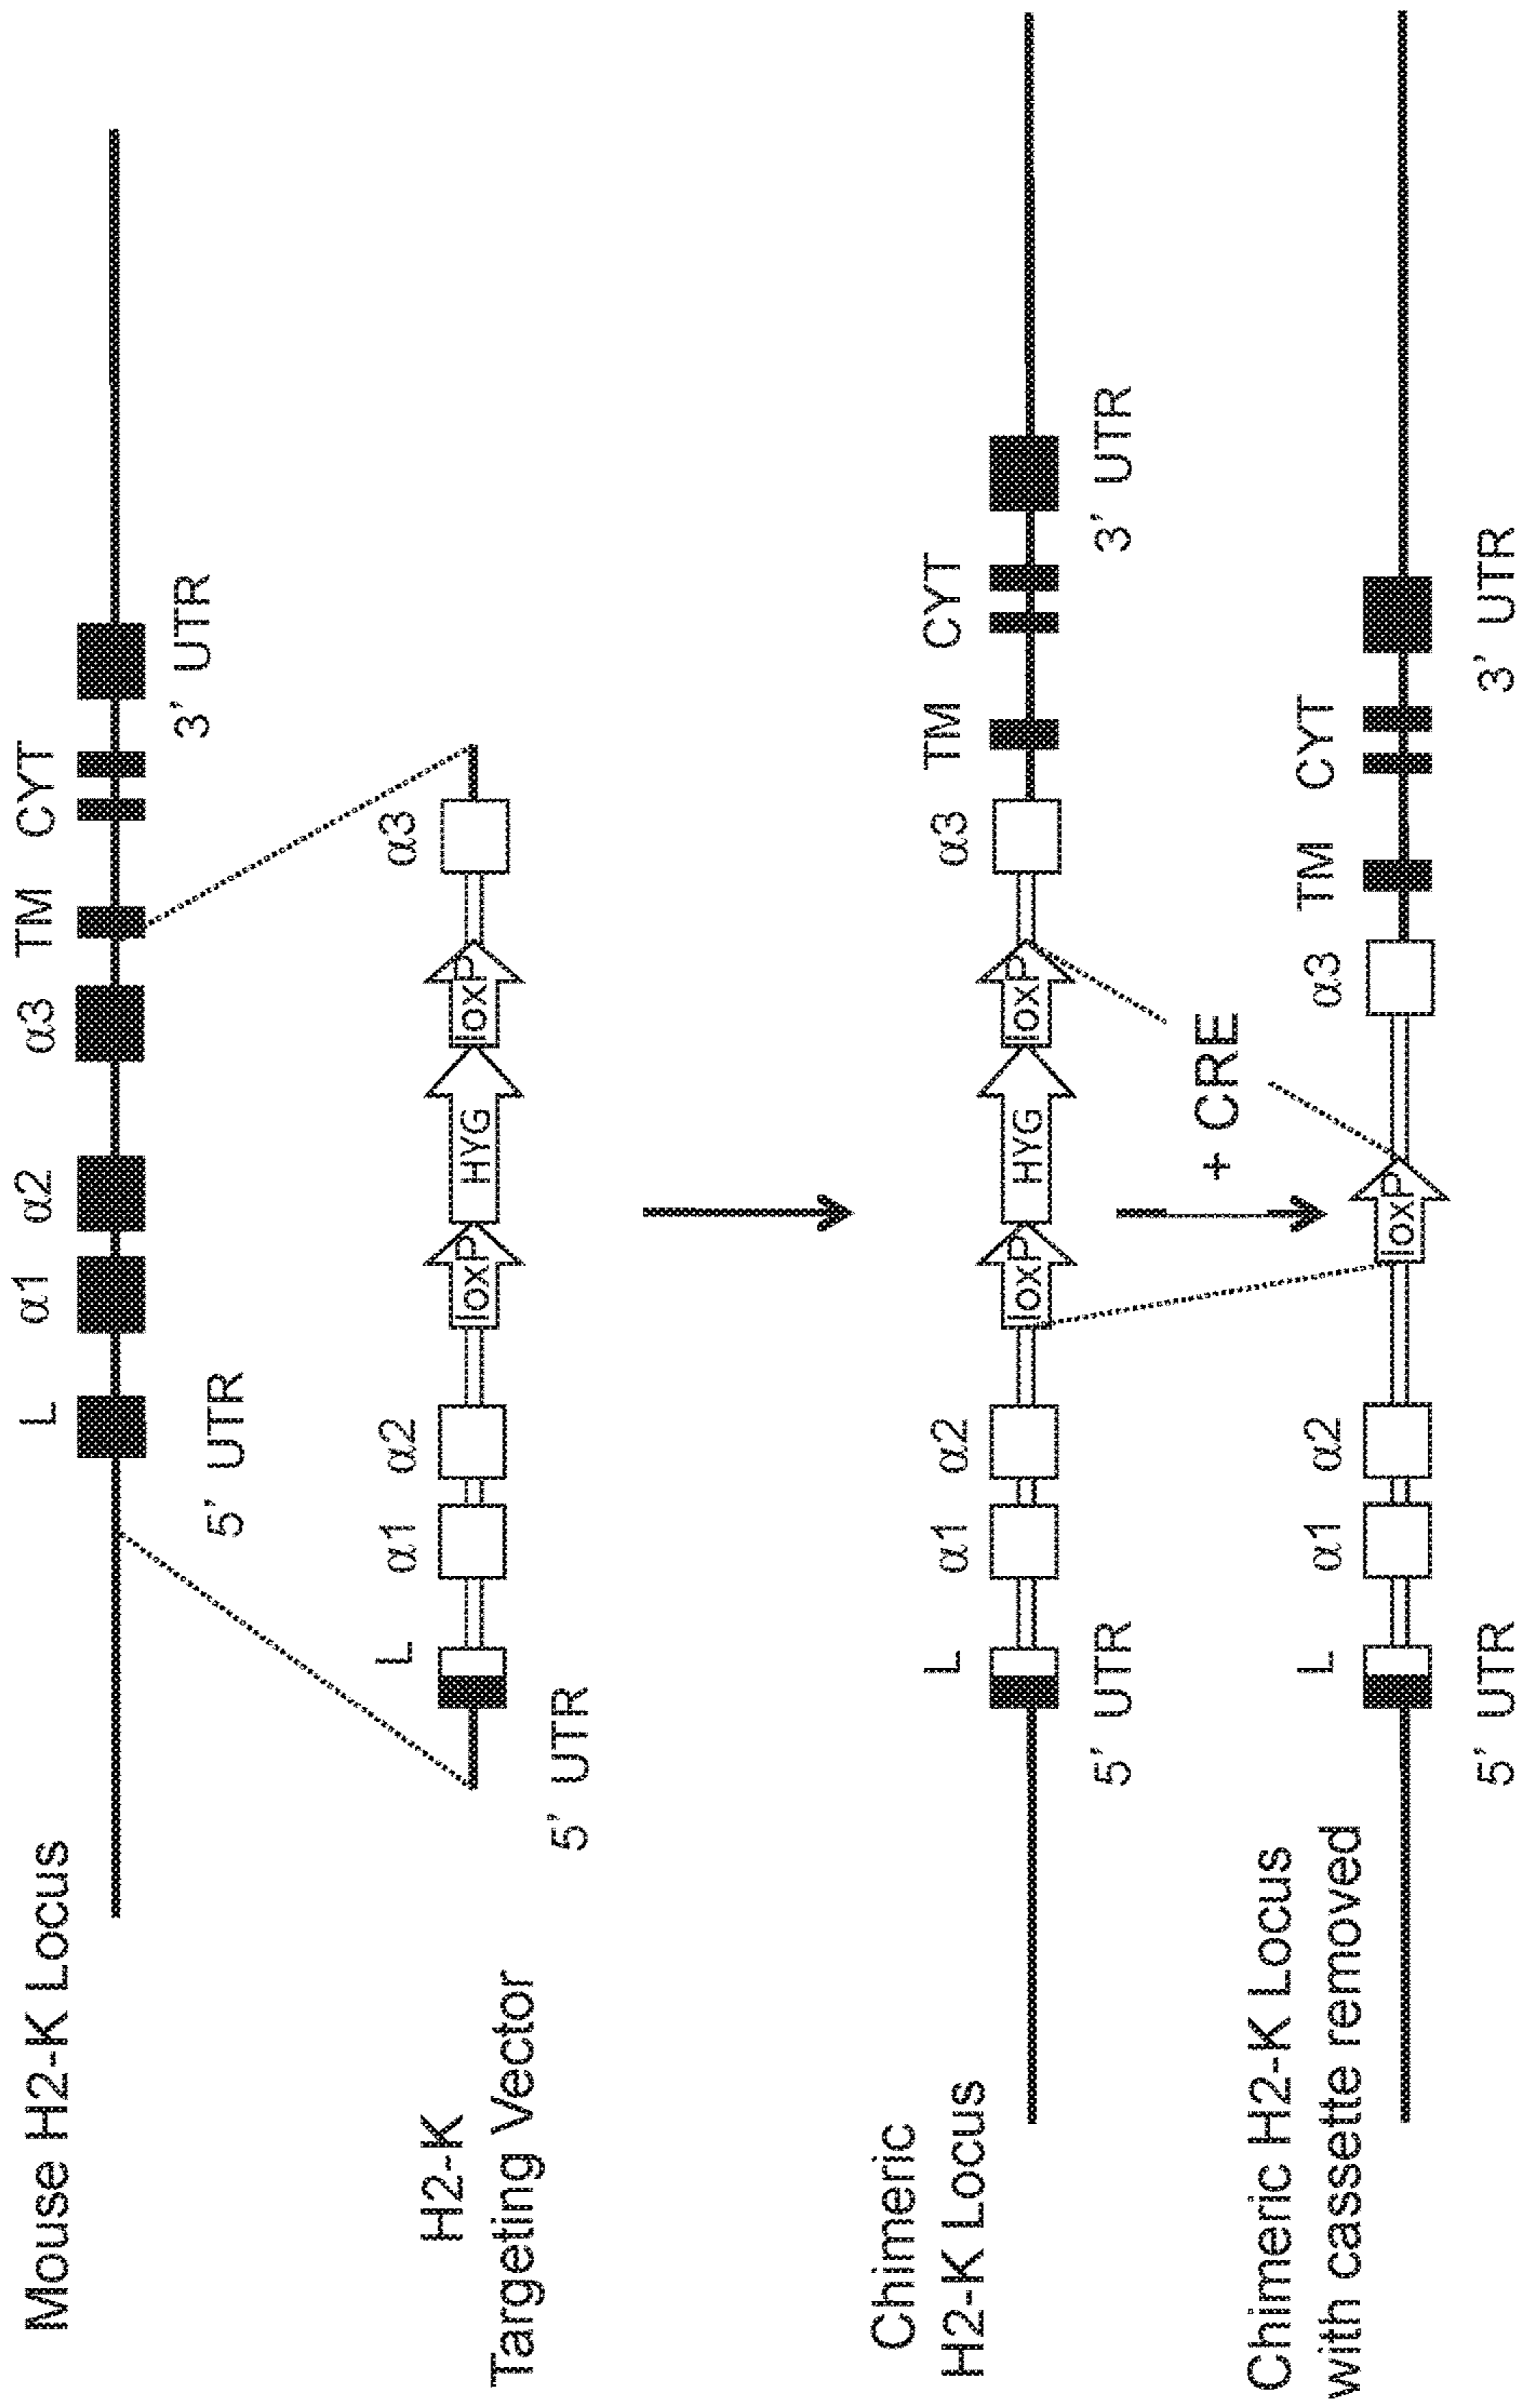 Mouse H2-K Locus
L α1 α2 α3 TM CYT
5' UTR
3' UTR
H2-K
Targeting Vector
L α1 α2 α3
loxP HYG loxP
5' UTR
Chimeric
H2-K Locus
L α1 α2 α3 TM CYT
loxP HYG loxP
5' UTR
3' UTR
+ CRE
Chimeric H2-K Locus
with cassette removed
L α1 α2 α3 TM CYT
loxP
5' UTR
3' UTR